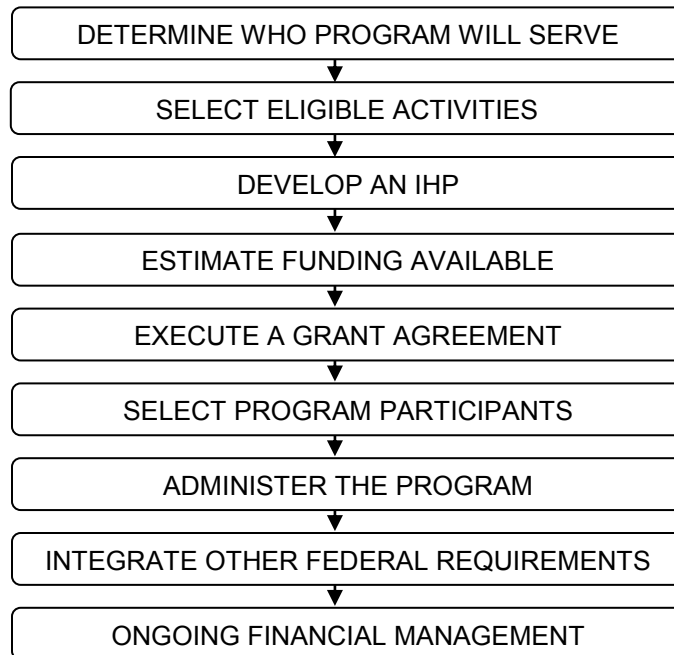 DETERMINE WHO PROGRAM WILL SERVE
SELECT ELIGIBLE ACTIVITIES
DEVELOP AN IHP
ESTIMATE FUNDING AVAILABLE
EXECUTE A GRANT AGREEMENT
SELECT PROGRAM PARTICIPANTS
ADMINISTER THE PROGRAM
INTEGRATE OTHER FEDERAL REQUIREMENTS
ONGOING FINANCIAL MANAGEMENT